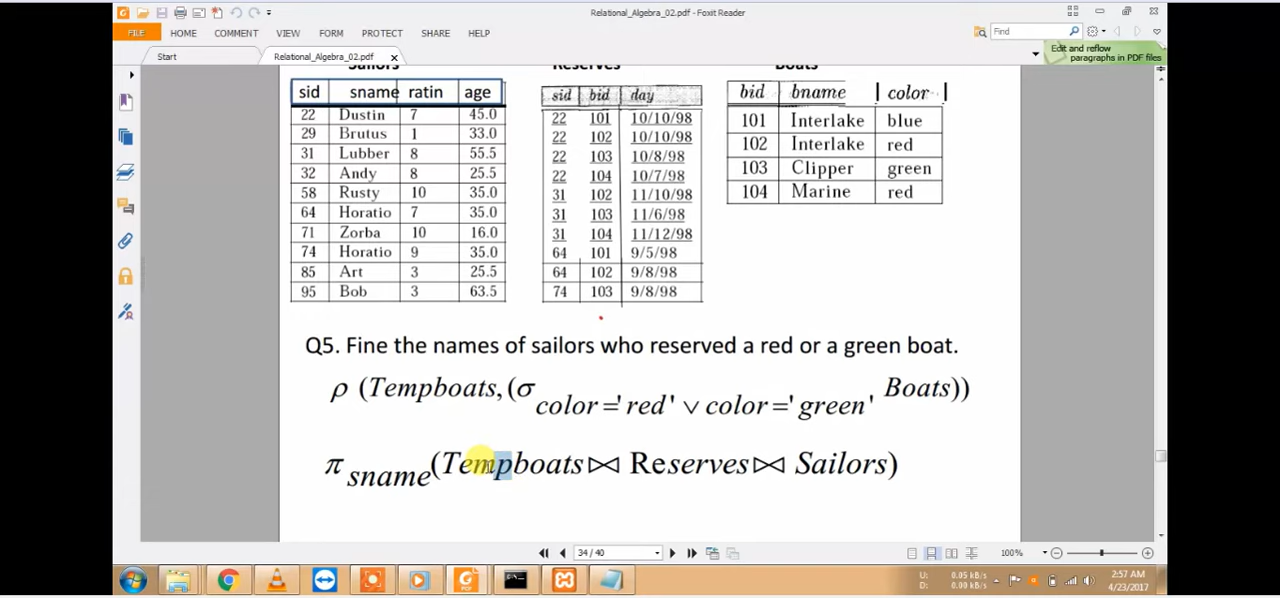 Relational_Algebra_02.pdf - Foxit Reader
FILE HOME COMMENT VIEW FORM PROTECT SHARE HELP
Find
Start Relational_Algebra_02.pdf x
Edit and reflow
paragraphs in PDF files
Sailors Reserves Boats
sid sname ratin age
22 Dustin 7 45.0
29 Brutus 1 33.0
31 Lubber 8 55.5
32 Andy 8 25.5
58 Rusty 10 35.0
64 Horatio 7 35.0
71 Zorba 10 16.0
74 Horatio 9 35.0
85 Art 3 25.5
95 Bob 3 63.5
sid bid day
22 101 10/10/98
22 102 10/10/98
22 103 10/8/98
22 104 10/7/98
31 102 11/10/98
31 103 11/6/98
31 104 11/12/98
64 101 9/5/98
64 102 9/8/98
74 103 9/8/98
bid bname color
101 Interlake blue
102 Interlake red
103 Clipper green
104 Marine red
Q5. Fine the names of sailors who reserved a red or a green boat.
ρ (Tempboats, (σ color='red' ∨ color='green' Boats))
π sname(Tempboats ⋈ Reserves ⋈ Sailors)
34 / 40
100%
U: 0.05 kB/s
D: 0.00 kB/s
2:57 AM
4/23/2017